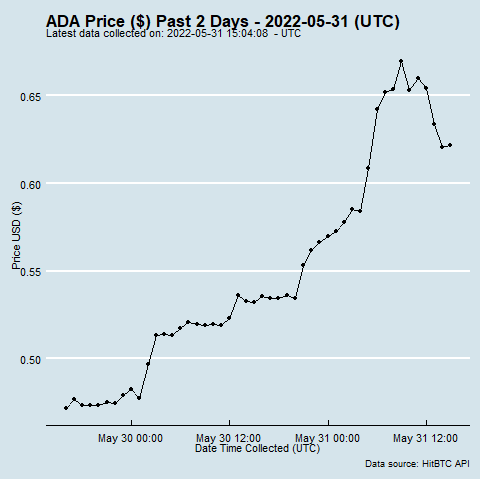 ADA Price ($) Past 2 Days - 2022-05-31 (UTC)
Latest data collected on: 2022-05-31 15:04:08  - UTC
Price USD ($)
0.65
0.60
0.55
0.50
May 30 00:00 May 30 12:00 May 31 00:00 May 31 12:00
Date Time Collected (UTC)
Data source: HitBTC API